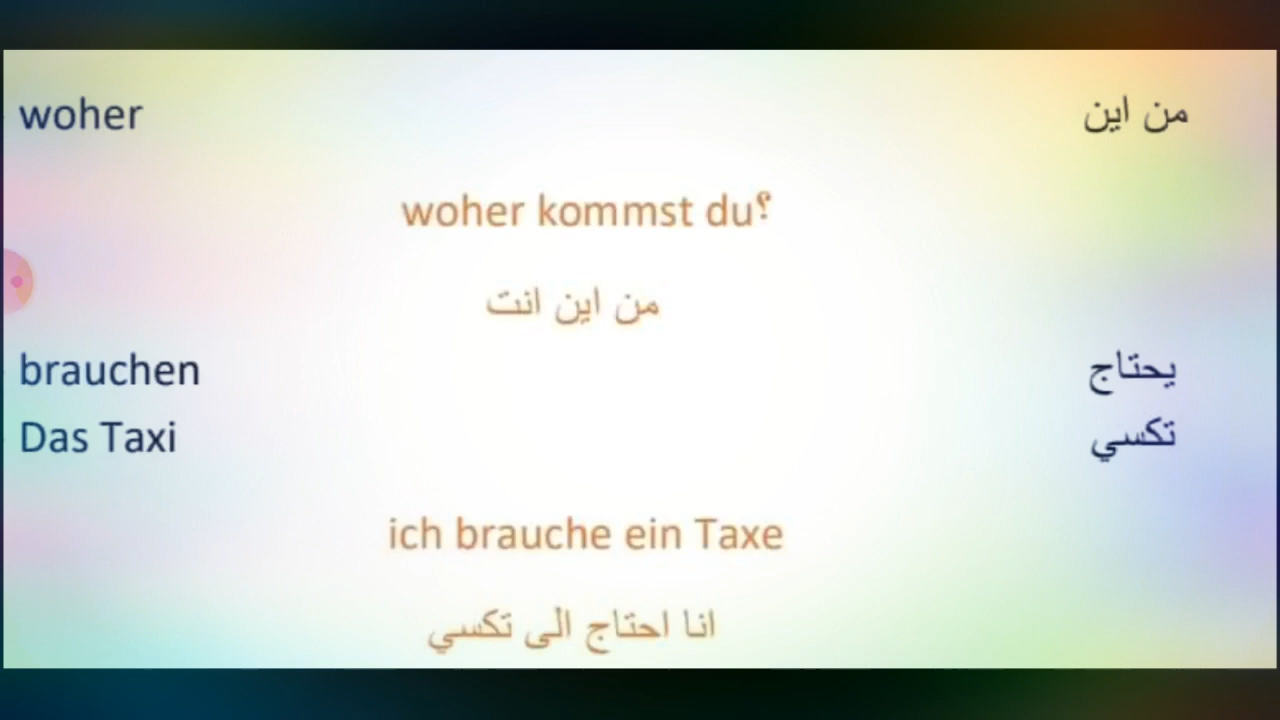 woher من اين
woher kommst du؟
من اين انت
brauchen يحتاج
Das Taxi تكسي
ich brauche ein Taxe
انا احتاج الى تكسي